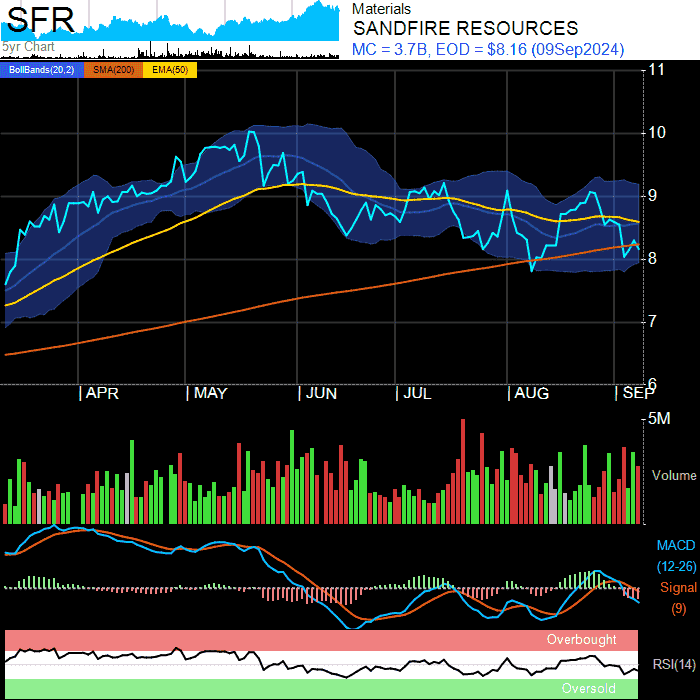 SFR
5yr Chart
Materials
SANDFIRE RESOURCES
MC = 3.7B, EOD = $8.16 (09Sep2024)
BollBands(20,2) SMA(200) EMA(50)
11
10
9
8
7
6
APR MAY JUN JUL AUG SEP
5M
Volume
MACD
(12-26)
Signal
(9)
Overbought
RSI(14)
Oversold